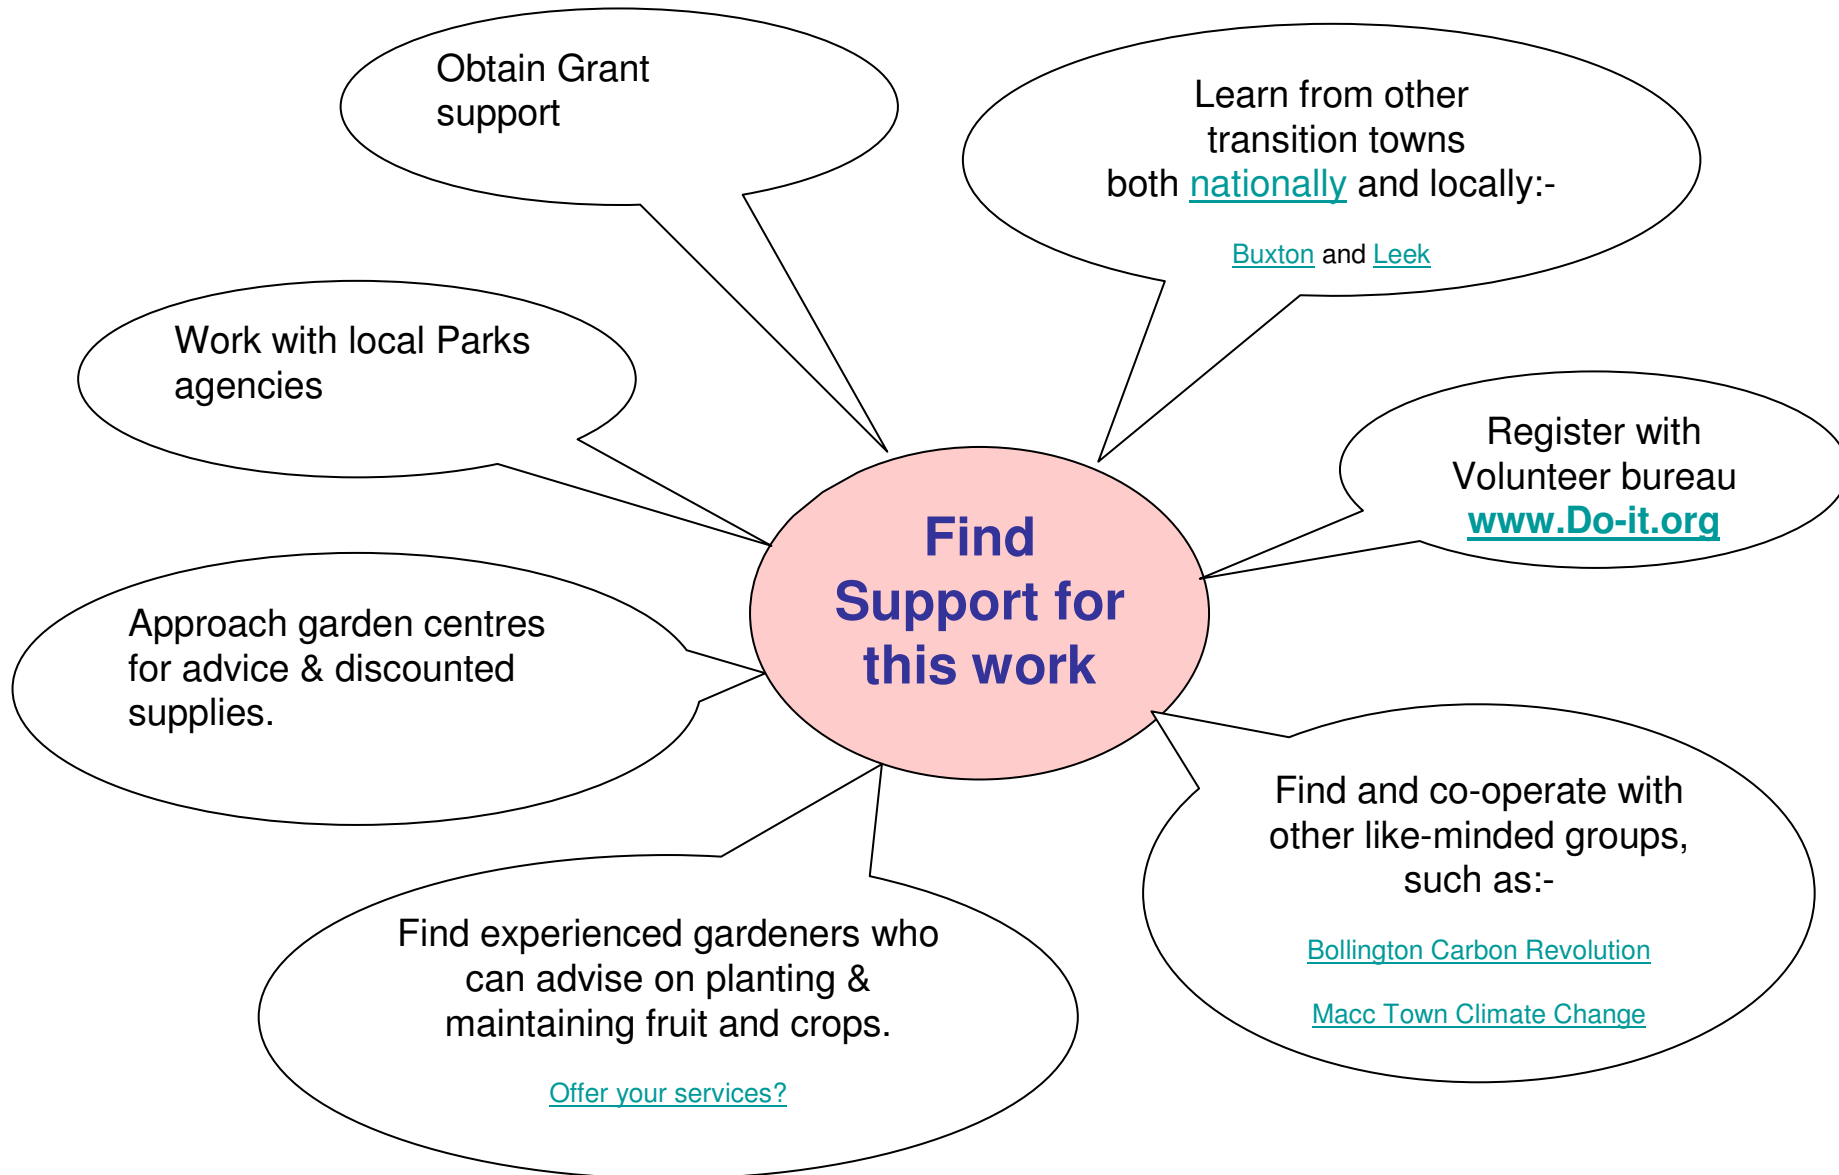 Obtain Grant
support
Learn from other
transition towns
both nationally and locally:-
Buxton and Leek
Work with local Parks
agencies
Register with
Volunteer bureau
www.Do-it.org
Find
Support for
this work
Approach garden centres
for advice & discounted
supplies.
Find and co-operate with
other like-minded groups,
such as:-
Bollington Carbon Revolution
Macc Town Climate Change
Find experienced gardeners who
can advise on planting &
maintaining fruit and crops.
Offer your services?